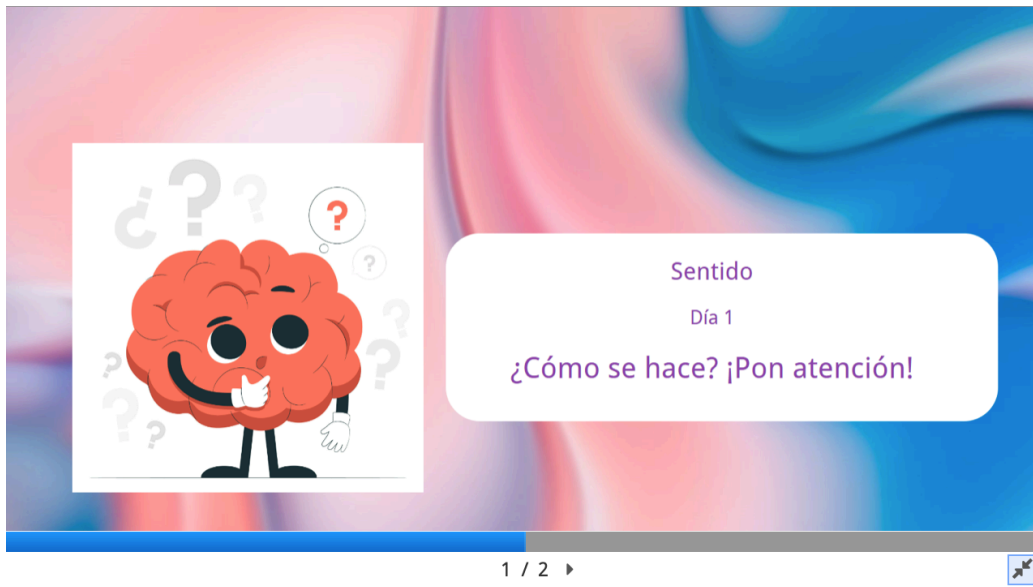 Sentido
Día 1
¿Cómo se hace? ¡Pon atención!
1 / 2